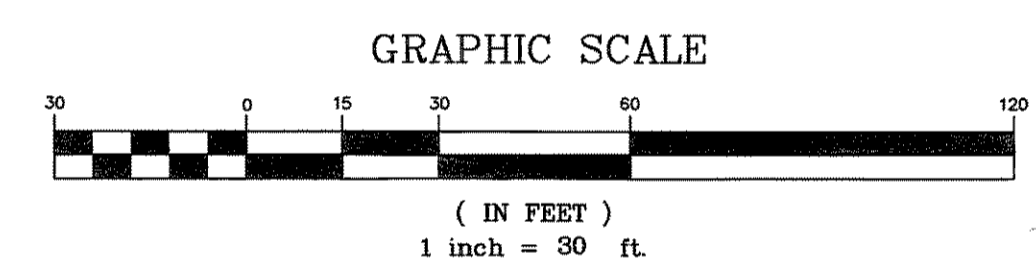 GRAPHIC SCALE
30 0 15 30 60 120
( IN FEET )
1 inch = 30 ft.